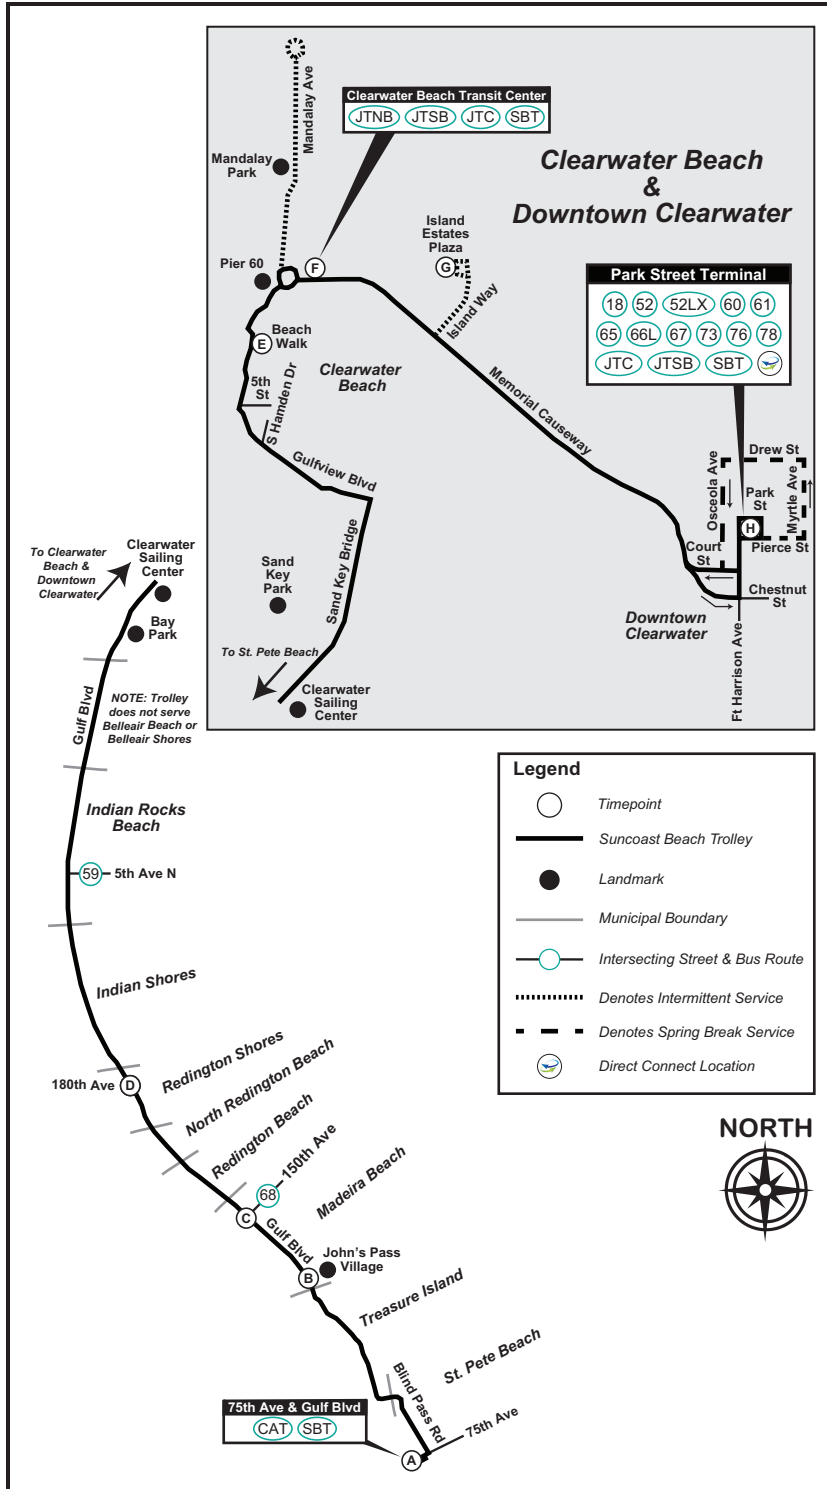 Clearwater Beach Transit Center
JTNB JTSB JTC SBT
Mandalay Ave
Mandalay
Park
Clearwater Beach
&
Downtown Clearwater
Island
Estates
Plaza
Pier 60
F
G
Island Way
Park Street Terminal
18 52 52LX 60 61
65 66L 67 73 76 78
JTC JTSB SBT
E
Beach
Walk
Clearwater
Beach
5th
St
S Hamden Dr
Memorial Causeway
Gulfview Blvd
Drew St
Osceola Ave
Myrtle Ave
Park
St
H
Pierce St
Court
St
Chestnut
St
Downtown
Clearwater
Ft Harrison Ave
Sand Key Bridge
Sand
Key
Park
To St. Pete Beach
Clearwater
Sailing
Center
To Clearwater
Beach &
Downtown
Clearwater
Clearwater
Sailing
Center
Bay
Park
Gulf Blvd
NOTE: Trolley
does not serve
Belleair Beach or
Belleair Shores
Indian Rocks
Beach
59 5th Ave N
Indian Shores
Legend
Timepoint
Suncoast Beach Trolley
Landmark
Municipal Boundary
Intersecting Street & Bus Route
Denotes Intermittent Service
Denotes Spring Break Service
Direct Connect Location
180th Ave D
Redington Shores
North Redington Beach
Redington Beach
68 150th Ave
Madeira Beach
C
Gulf Blvd
John's Pass
Village
B
Treasure Island
St. Pete Beach
Blind Pass Rd
75th Ave
75th Ave & Gulf Blvd
CAT SBT
A
NORTH